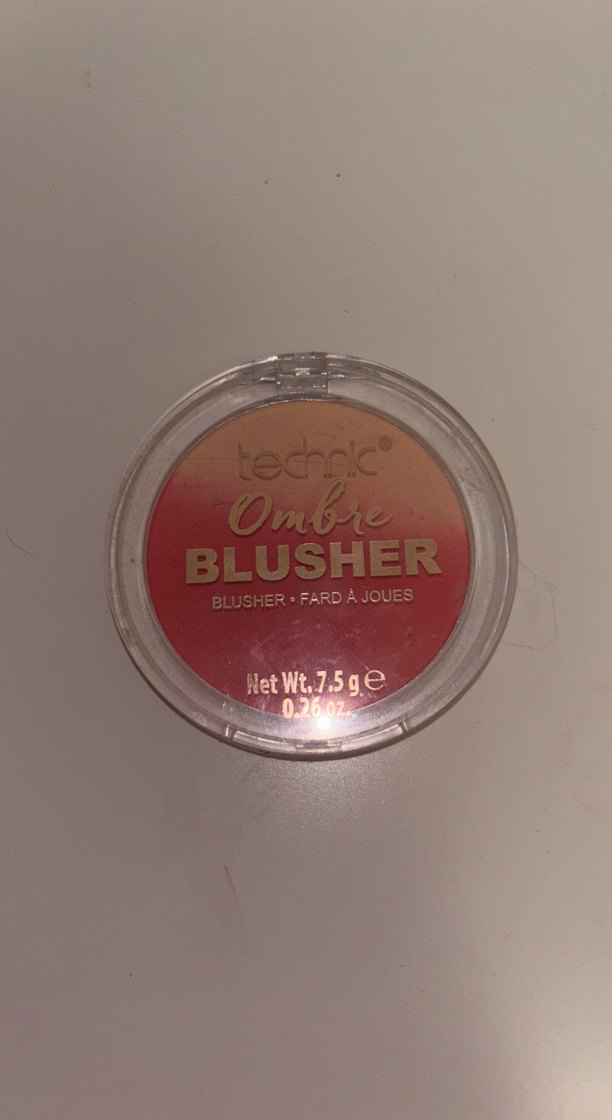 technic®
Ombre
BLUSHER
BLUSHER • FARD À JOUES
Net Wt. 7.5 g ℮
0.26 oz.